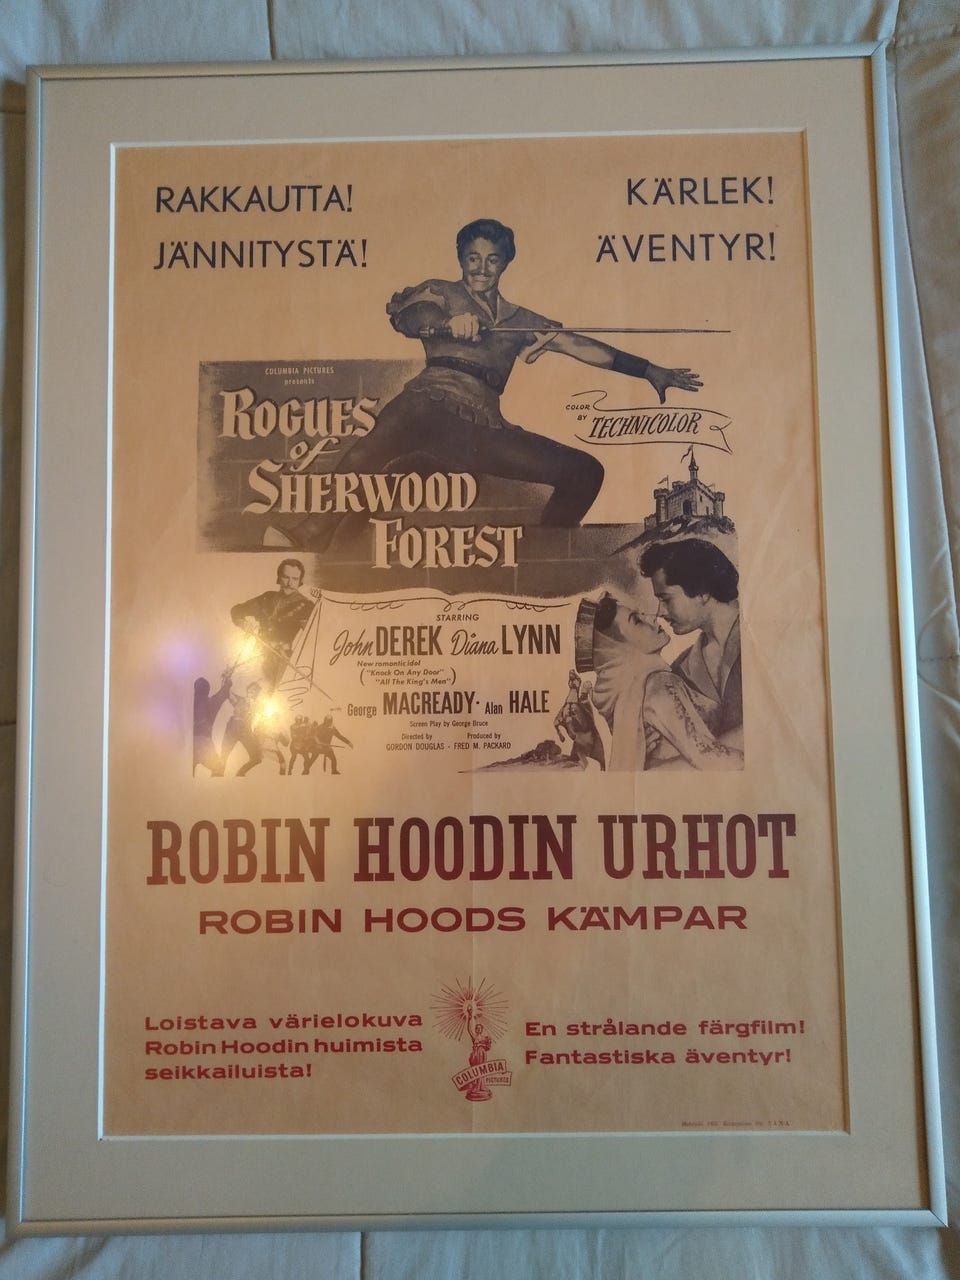 RAKKAUTTA!
JÄNNITYSTÄ!
KÄRLEK!
ÄVENTYR!
COLUMBIA PICTURES
presents
ROGUES
of
SHERWOOD
FOREST
COLOR
BY TECHNICOLOR
STARRING
John DEREK Diana LYNN
New romantic idol
("Knock On Any Door"
"All The King's Men")
with George MACREADY · Alan HALE
Screen Play by George Bruce
Directed by
GORDON DOUGLAS -
Produced by
FRED M. PACKARD
ROBIN HOODIN URHOT
ROBIN HOODS KÄMPAR
Loistava värielokuva
Robin Hoodin huimista
seikkailuista!
COLUMBIA
PICTURES
En strålande färgfilm!
Fantastiska äventyr!
Helsinki Oy